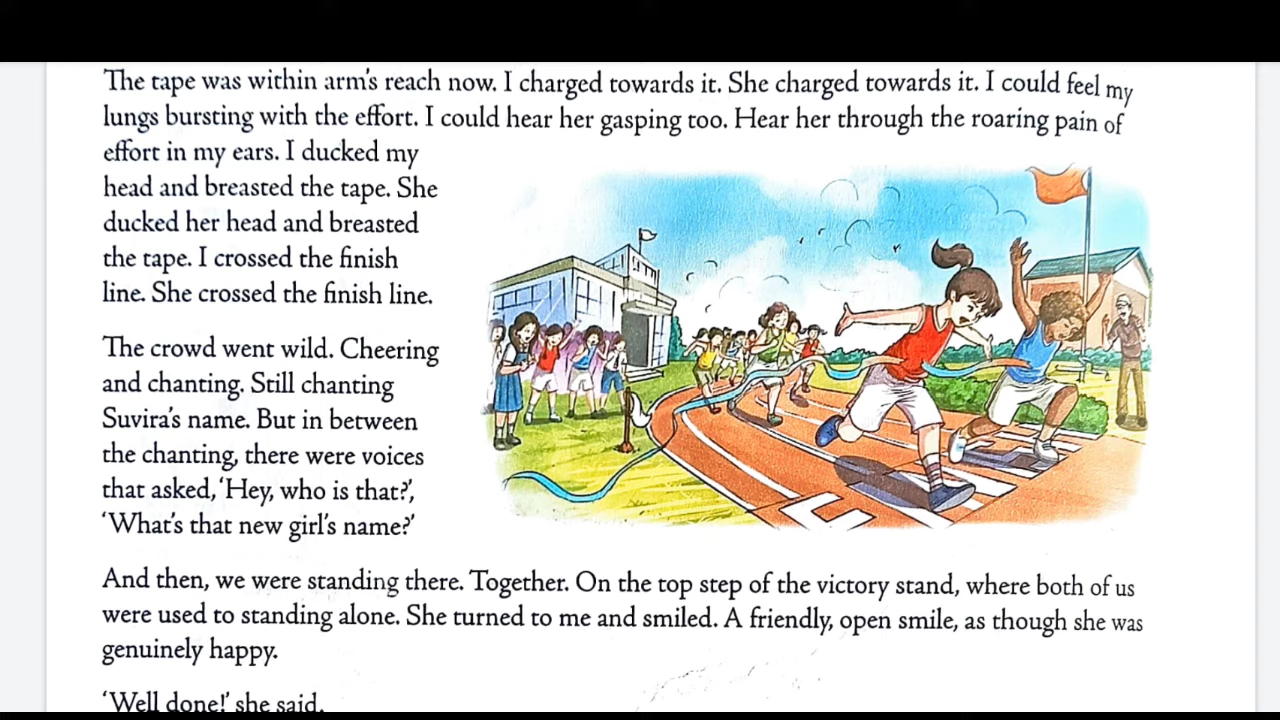 The tape was within arm's reach now. I charged towards it. She charged towards it. I could feel my
lungs bursting with the effort. I could hear her gasping too. Hear her through the roaring pain of
effort in my ears. I ducked my
head and breasted the tape. She
ducked her head and breasted
the tape. I crossed the finish
line. She crossed the finish line.
The crowd went wild. Cheering
and chanting. Still chanting
Suvira's name. But in between
the chanting, there were voices
that asked, ‘Hey, who is that?’,
‘What's that new girl's name?’
And then, we were standing there. Together. On the top step of the victory stand, where both of us
were used to standing alone. She turned to me and smiled. A friendly, open smile, as though she was
genuinely happy.
‘Well done!’ she said.